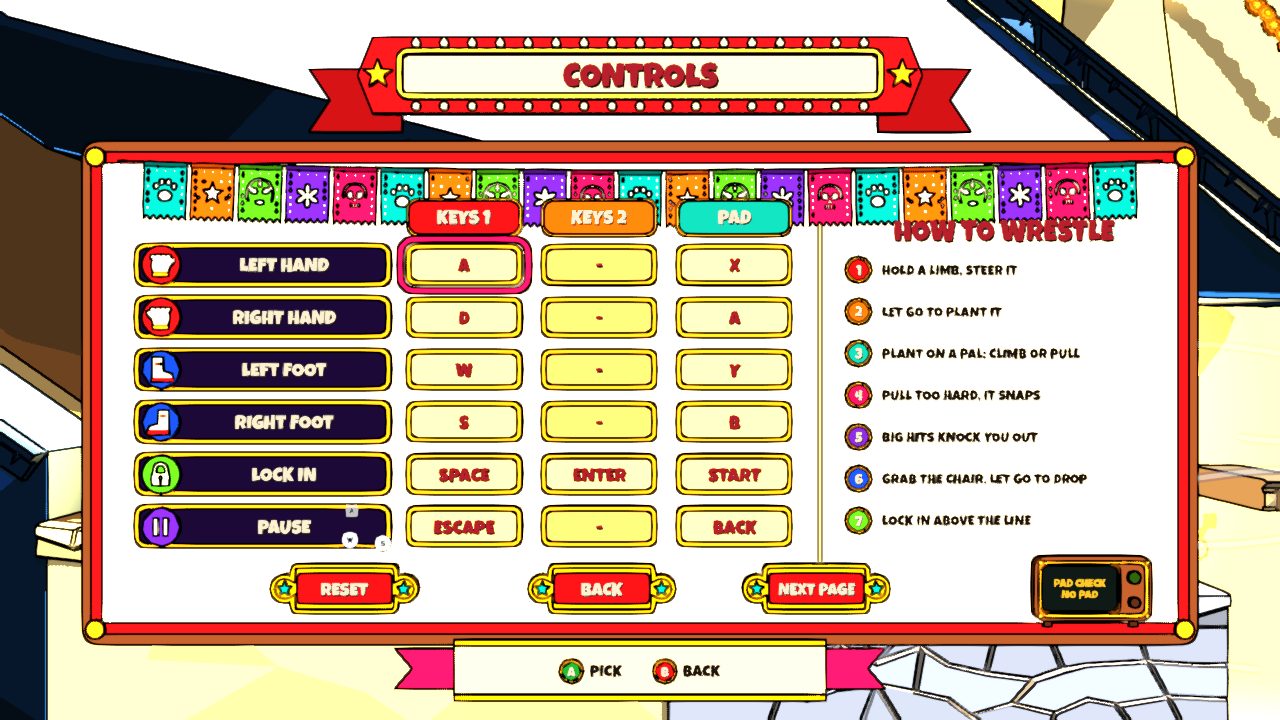 CONTROLS
KEYS 1 KEYS 2 PAD
LEFT HAND A - X
RIGHT HAND D - A
LEFT FOOT W - Y
RIGHT FOOT S - B
LOCK IN SPACE ENTER START
PAUSE ESCAPE - BACK
HOW TO WRESTLE
1 HOLD A LIMB, STEER IT
2 LET GO TO PLANT IT
3 PLANT ON A PAL: CLIMB OR PULL
4 PULL TOO HARD, IT SNAPS
5 BIG HITS KNOCK YOU OUT
6 GRAB THE CHAIR, LET GO TO DROP
7 LOCK IN ABOVE THE LINE
RESET BACK NEXT PAGE
PAD CHECK
NO PAD
A PICK B BACK